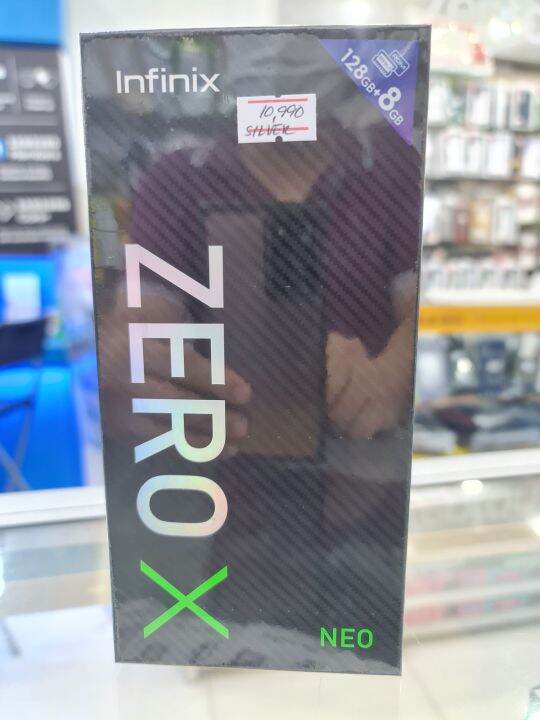 Infinix
10,990
SILVER
128GB+8GB
ZERO X
NEO